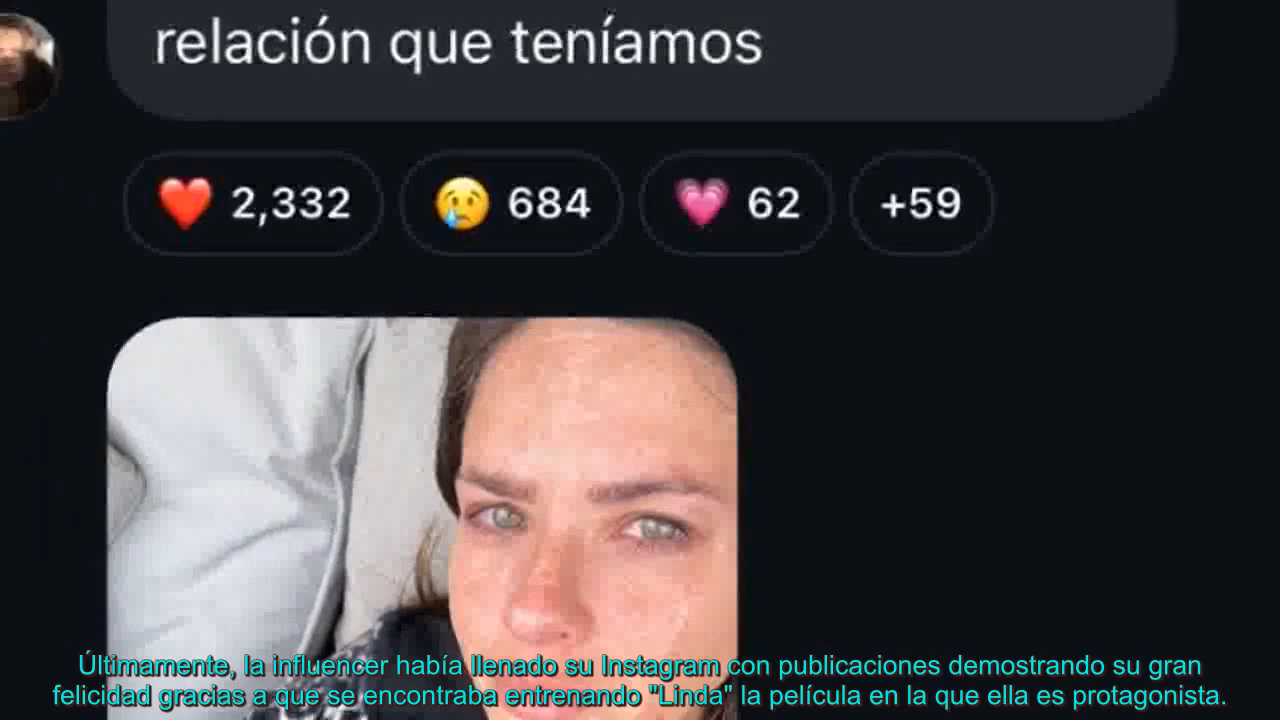 relación que teníamos
2,332 684 62 +59
Últimamente, la influencer había llenado su Instagram con publicaciones demostrando su gran
felicidad gracias a que se encontraba entrenando "Linda" la película en la que ella es protagonista.